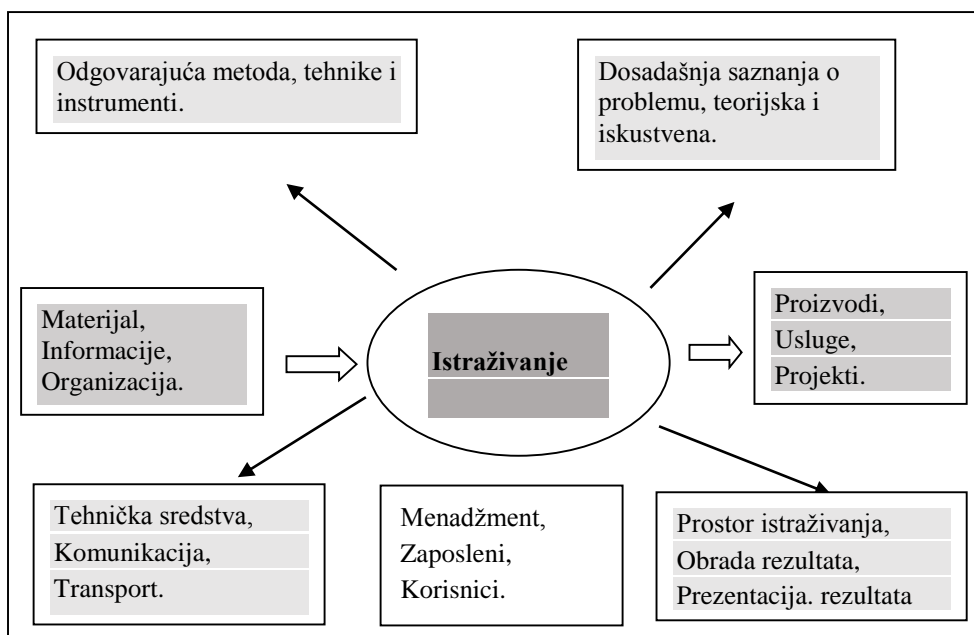 Odgovarajuća metoda, tehnike i
instrumenti.
Dosadašnja saznanja o
problemu, teorijska i
iskustvena.
Materijal,
Informacije,
Organizacija.
Istraživanje
Proizvodi,
Usluge,
Projekti.
Tehnička sredstva,
Komunikacija,
Transport.
Menadžment,
Zaposleni,
Korisnici.
Prostor istraživanja,
Obrada rezultata,
Prezentacija. rezultata